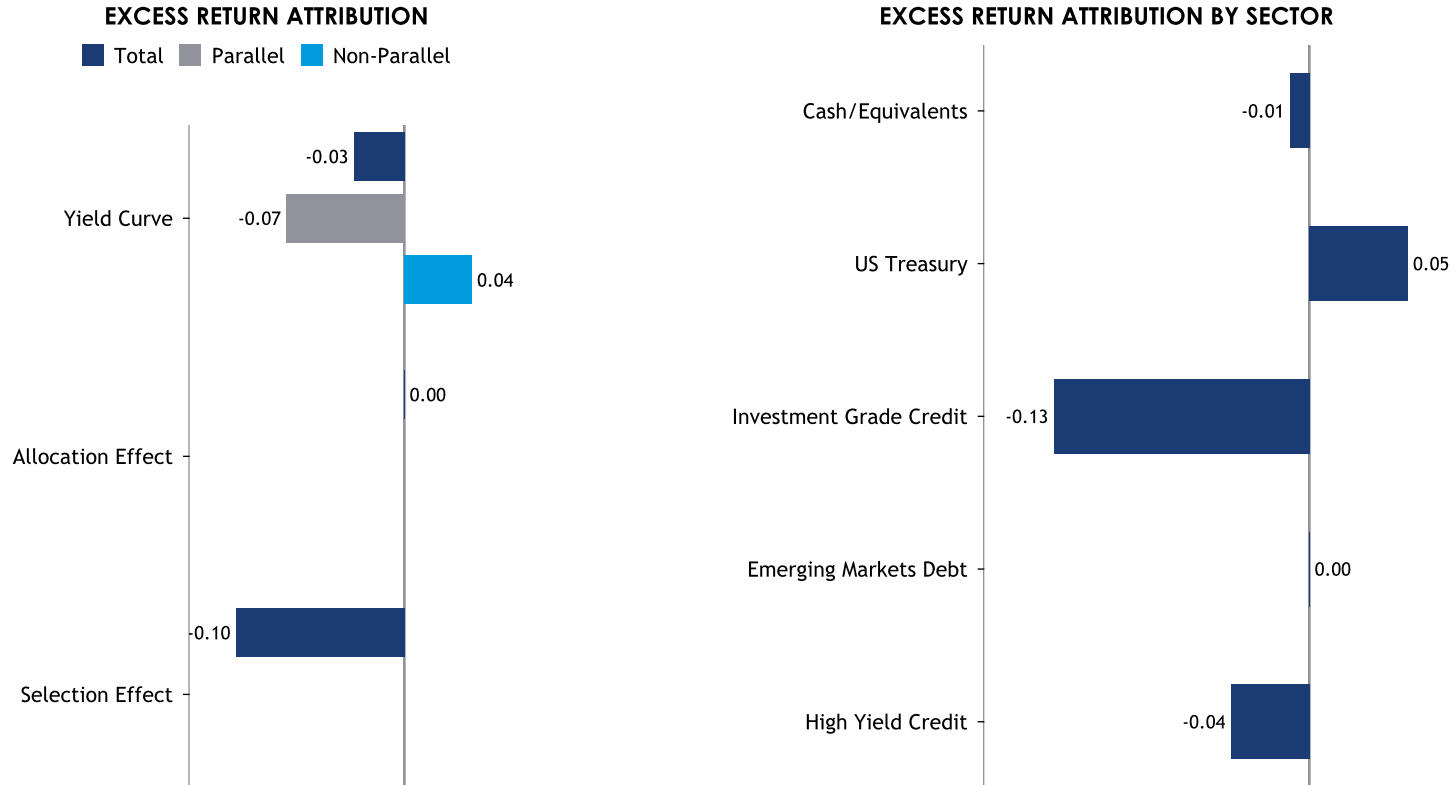 EXCESS RETURN ATTRIBUTION
Total Parallel Non-Parallel
-0.03
Yield Curve -0.07
0.04
0.00
Allocation Effect
-0.10
Selection Effect
EXCESS RETURN ATTRIBUTION BY SECTOR
Cash/Equivalents -0.01
US Treasury 0.05
Investment Grade Credit -0.13
Emerging Markets Debt 0.00
High Yield Credit -0.04